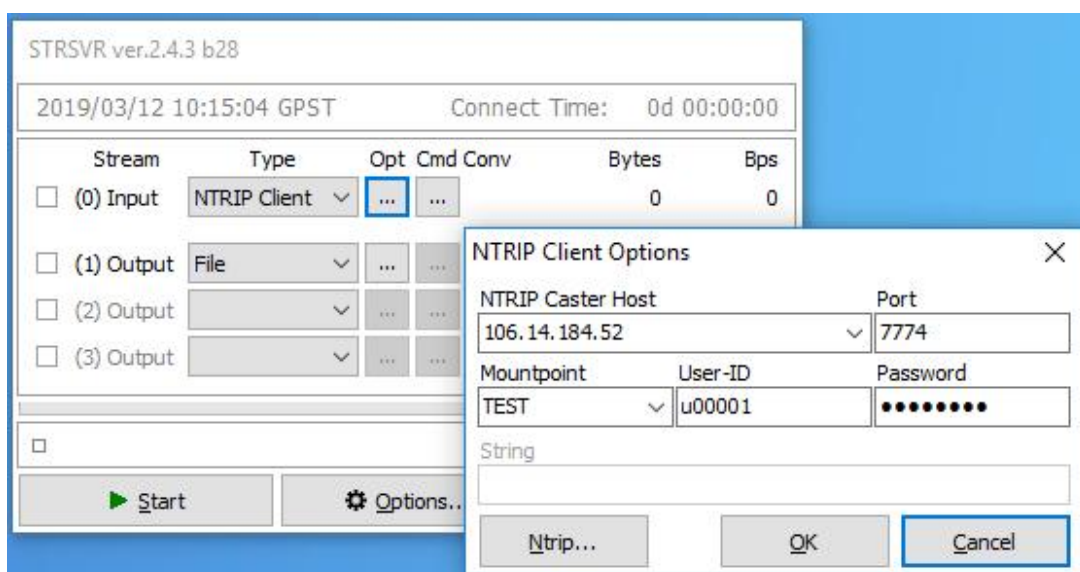 STRSVR ver.2.4.3 b28
2019/03/12 10:15:04 GPST Connect Time: 0d 00:00:00
Stream Type Opt Cmd Conv Bytes Bps
(0) Input NTRIP Client ... ... 0 0
(1) Output File ... ...
(2) Output ... ...
(3) Output ... ...
Start Options..
NTRIP Client Options
NTRIP Caster Host Port
106.14.184.52 7774
Mountpoint User-ID Password
TEST u00001 ●●●●●●●●
String
Ntrip... OK Cancel